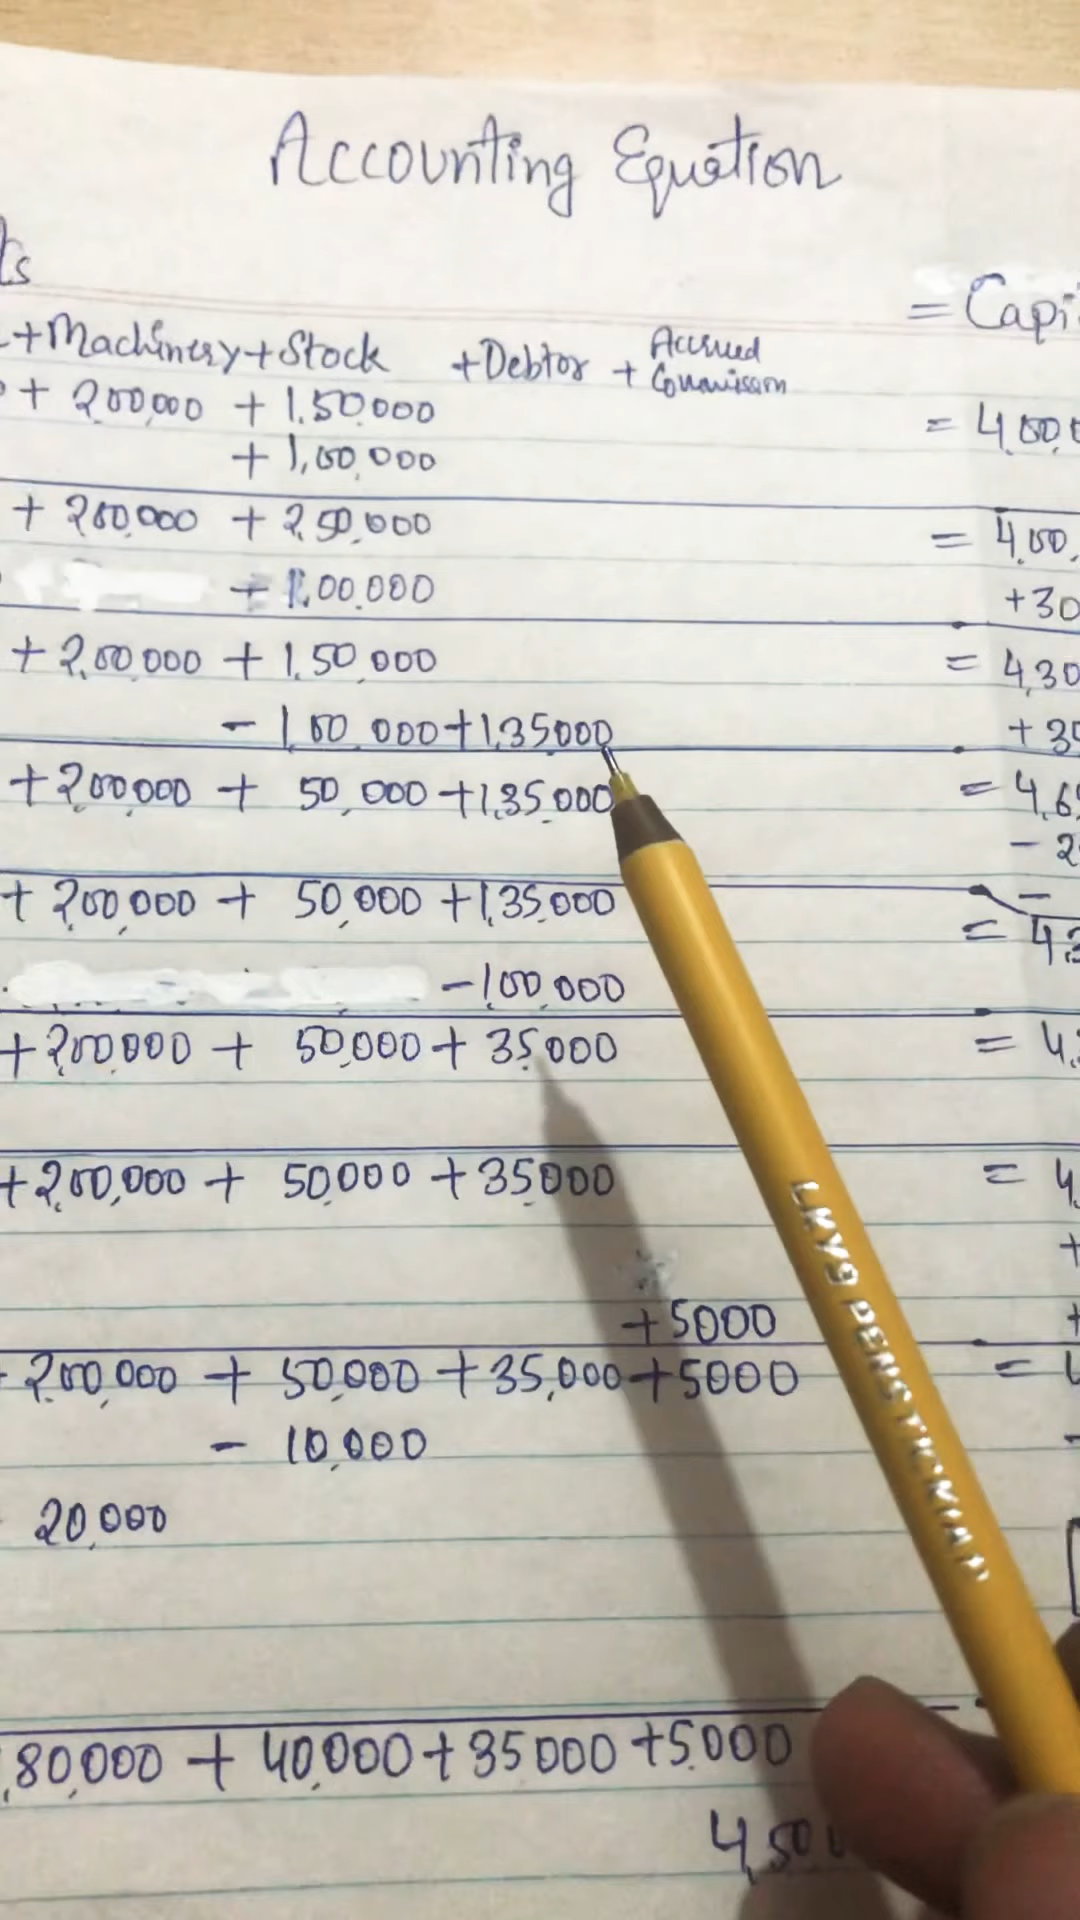 Accounting Equation
ts
= Capi
+Machinery+Stock +Debtor + Accrued Commission
+ 2,00,000 + 1,50,000 = 4,00,0
+ 1,00,000
+ 2,00,000 + 2,50,000 = 4,00,
- 1,00,000 +30
+ 2,00,000 + 1,50,000 = 4,30
- 1,00,000+1,35000 +35
+2,00,000 + 50,000 +1,35,000 = 4,65
- 2
+ 2,00,000 + 50,000 +1,35,000 = 4,3
-1,00,000
+2,00,000 + 50,000 + 35,000 = 4,
+2,00,000 + 50,000 +35,000 = 4,
+
+5000 +
2,00,000 + 50,000 +35,000 +5000 =
- 10,000 -
20,000
,80,000 + 40,000 +35000 +5,000
4,50